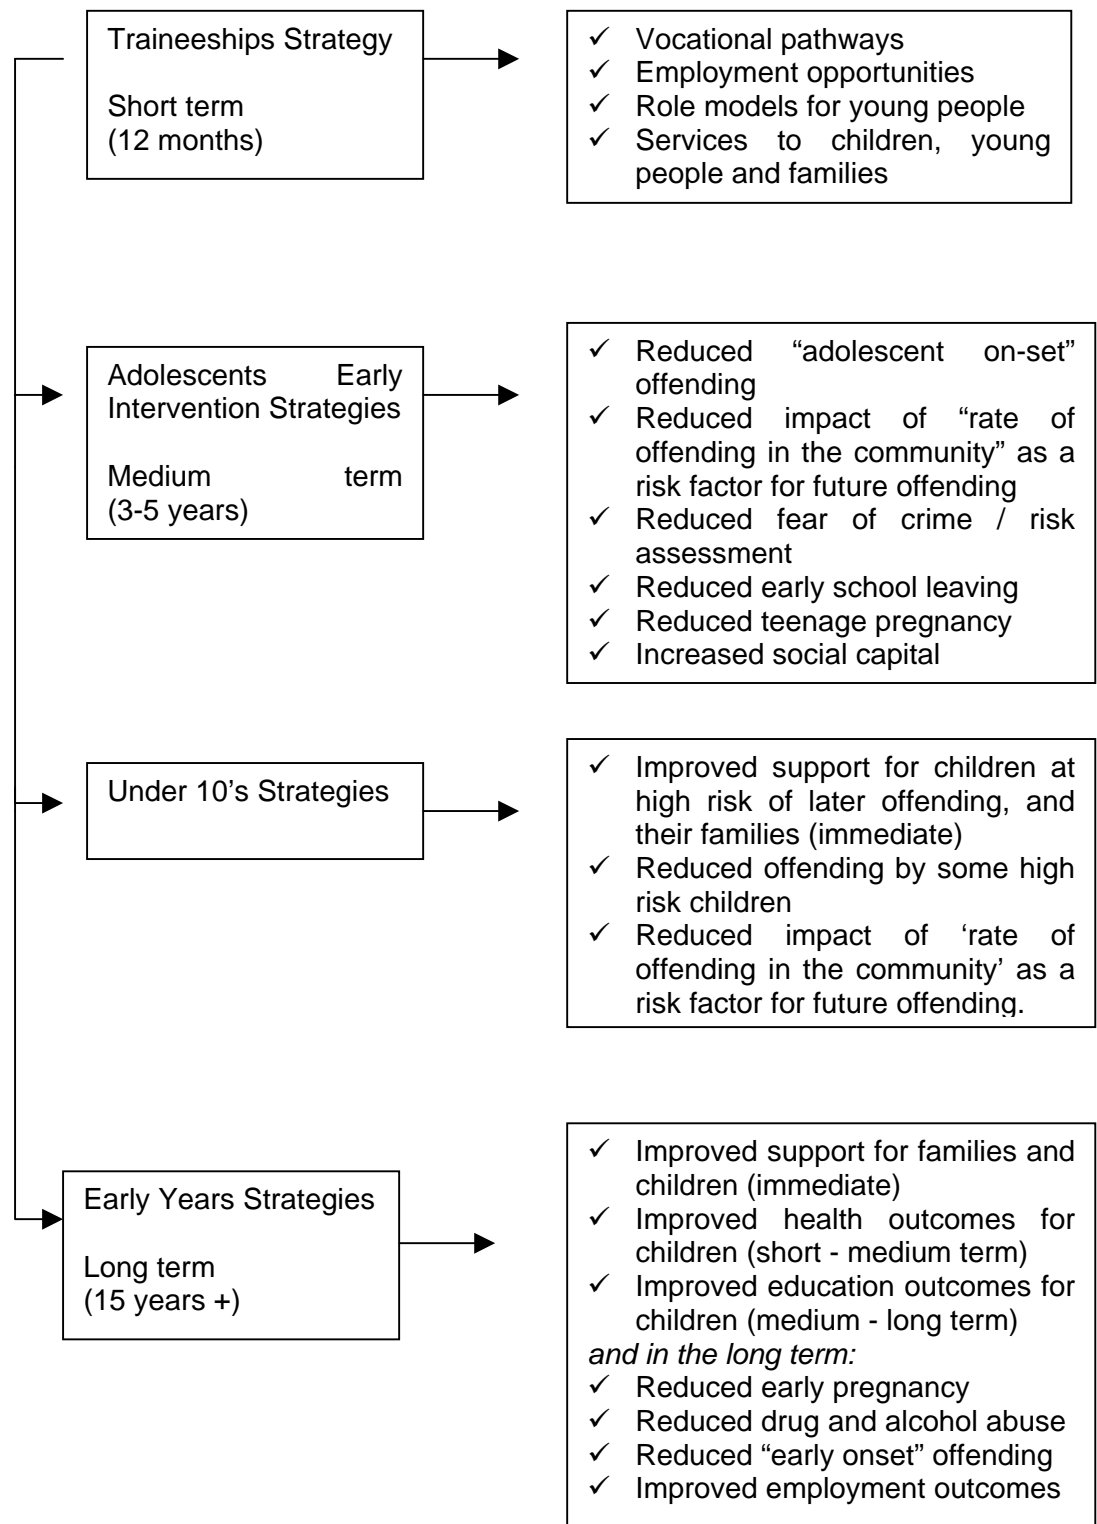 Traineeships Strategy
Short term
(12 months)
✓ Vocational pathways
✓ Employment opportunities
✓ Role models for young people
✓ Services to children, young
people and families
Adolescents Early
Intervention Strategies
Medium term
(3-5 years)
✓ Reduced “adolescent on-set”
offending
✓ Reduced impact of “rate of
offending in the community” as a
risk factor for future offending
✓ Reduced fear of crime / risk
assessment
✓ Reduced early school leaving
✓ Reduced teenage pregnancy
✓ Increased social capital
Under 10’s Strategies
✓ Improved support for children at
high risk of later offending, and
their families (immediate)
✓ Reduced offending by some high
risk children
✓ Reduced impact of ‘rate of
offending in the community’ as a
risk factor for future offending.
Early Years Strategies
Long term
(15 years +)
✓ Improved support for families and
children (immediate)
✓ Improved health outcomes for
children (short - medium term)
✓ Improved education outcomes for
children (medium - long term)
and in the long term:
✓ Reduced early pregnancy
✓ Reduced drug and alcohol abuse
✓ Reduced “early onset” offending
✓ Improved employment outcomes